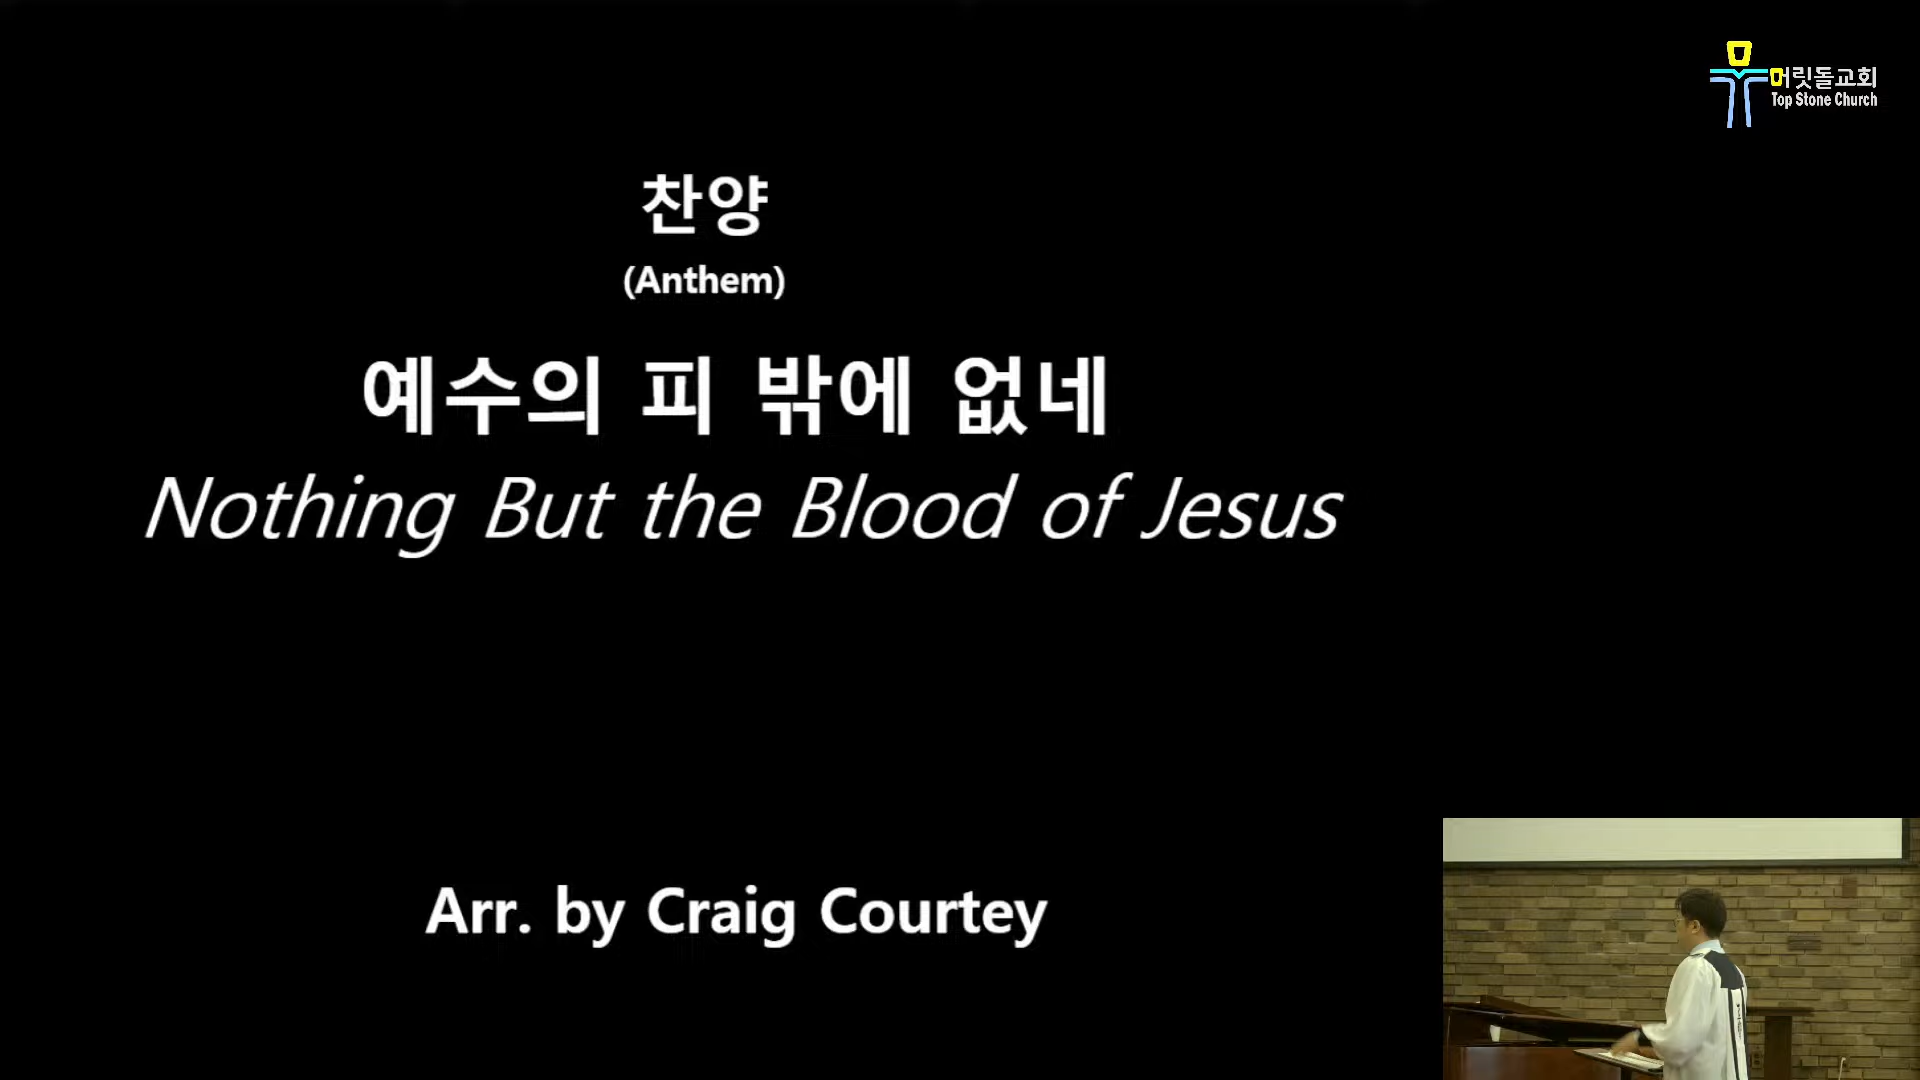 머릿돌교회
Top Stone Church
찬양
(Anthem)
예수의 피 밖에 없네
Nothing But the Blood of Jesus
Arr. by Craig Courtey